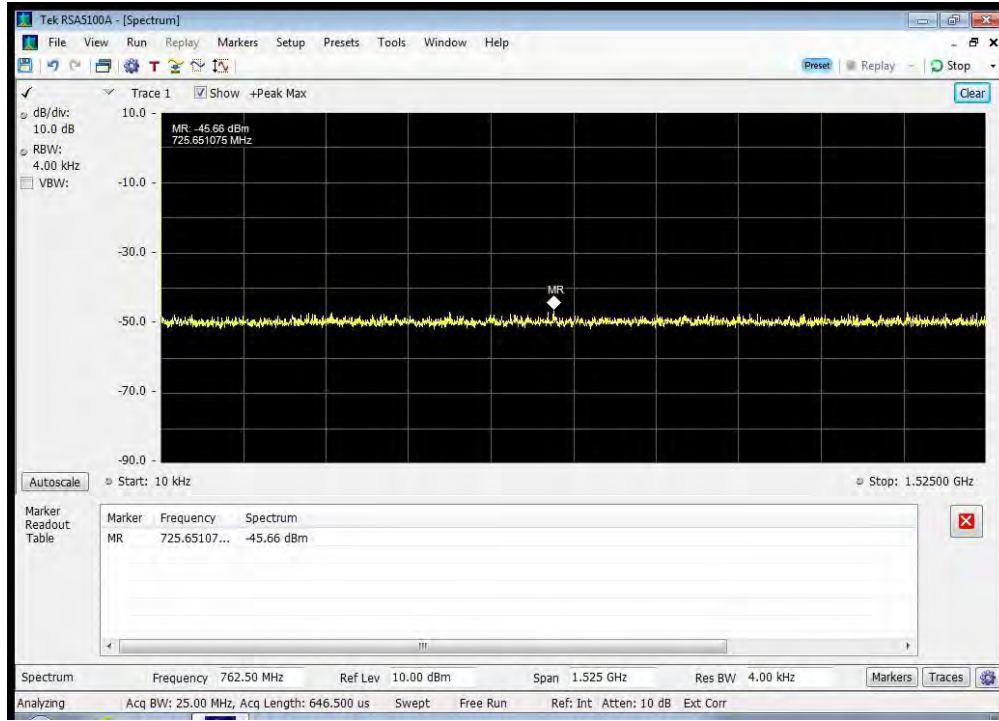 Tek RSA5100A - [Spectrum]
File View Run Replay Markers Setup Presets Tools Window Help
Preset Replay Stop
Trace 1 Show +Peak Max Clear
dB/div:
10.0 dB
RBW:
4.00 kHz
VBW:
10.0
-10.0
-30.0
-50.0
-70.0
-90.0
MR: -45.66 dBm
725.651075 MHz
MR
Autoscale Start: 10 kHz Stop: 1.52500 GHz
Marker
Readout
Table
Marker Frequency Spectrum
MR 725.65107... -45.66 dBm
Spectrum Frequency 762.50 MHz Ref Lev 10.00 dBm Span 1.525 GHz Res BW 4.00 kHz Markers Traces
Analyzing Acq BW: 25.00 MHz, Acq Length: 646.500 us Swept Free Run Ref: Int Atten: 10 dB Ext Corr